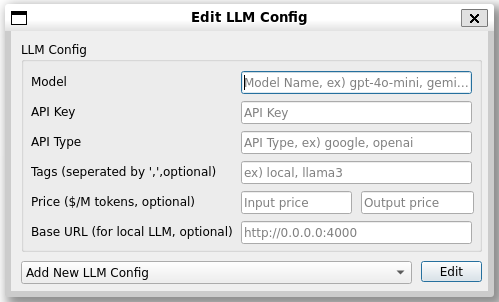 Edit LLM Config
LLM Config
Model
Model Name, ex) gpt-4o-mini, gemi...
API Key
API Key
API Type
API Type, ex) google, openai
Tags (seperated by ',',optional)
ex) local, llama3
Price ($/M tokens, optional)
Input price
Output price
Base URL (for local LLM, optional)
http://0.0.0.0:4000
Add New LLM Config
Edit